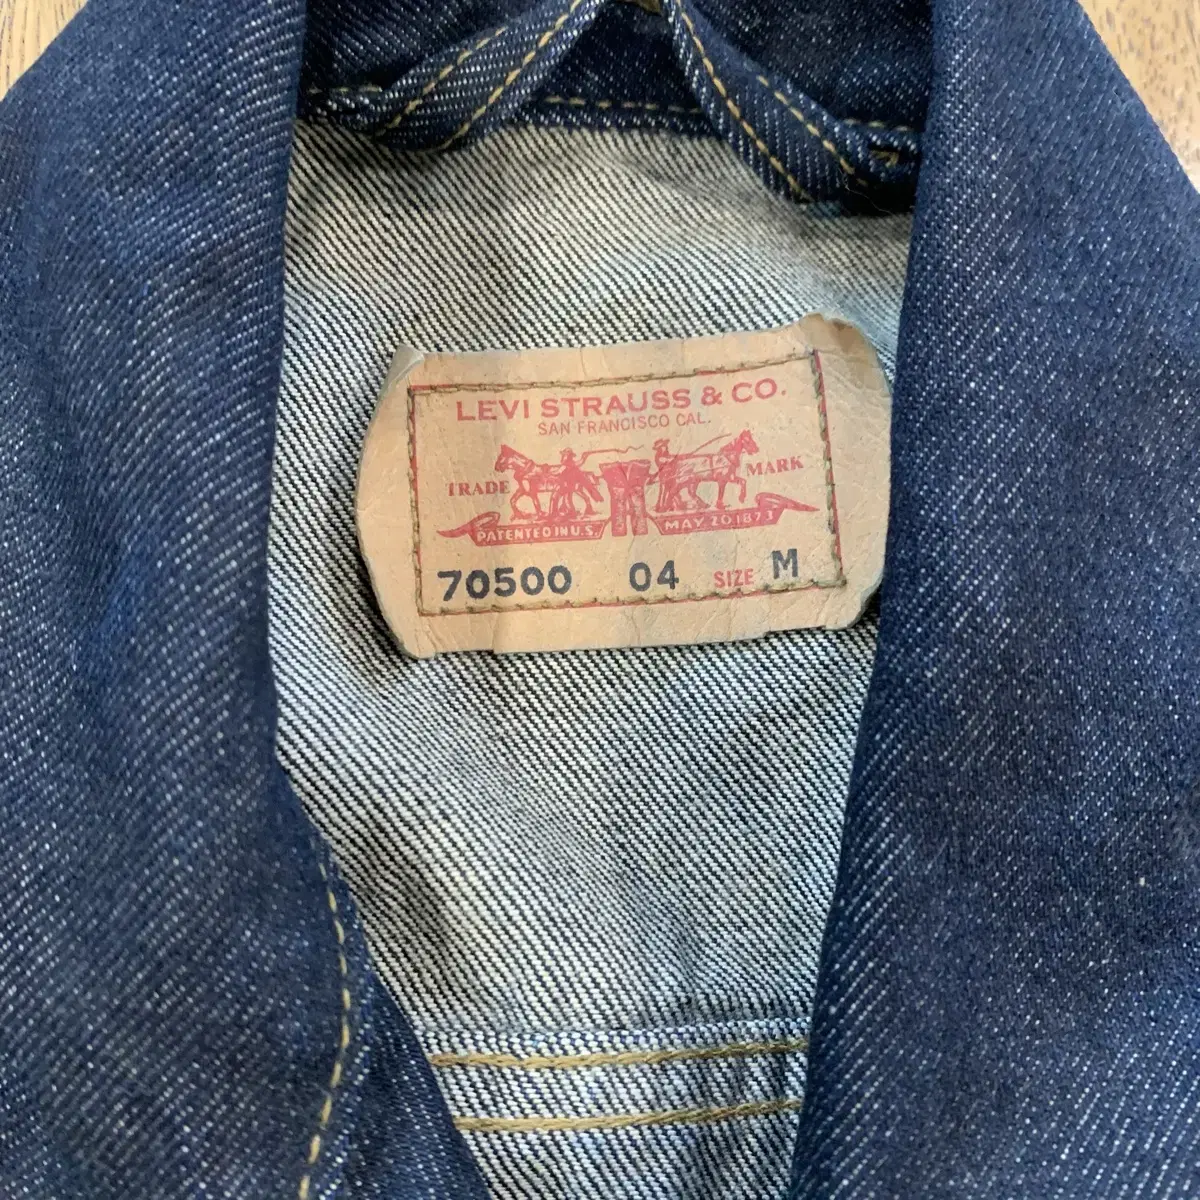 LEVI STRAUSS & CO.
SAN FRANCISCO CAL.
TRADE MARK
PATENTED IN U.S. MAY 20 1873
70500 04 SIZE M